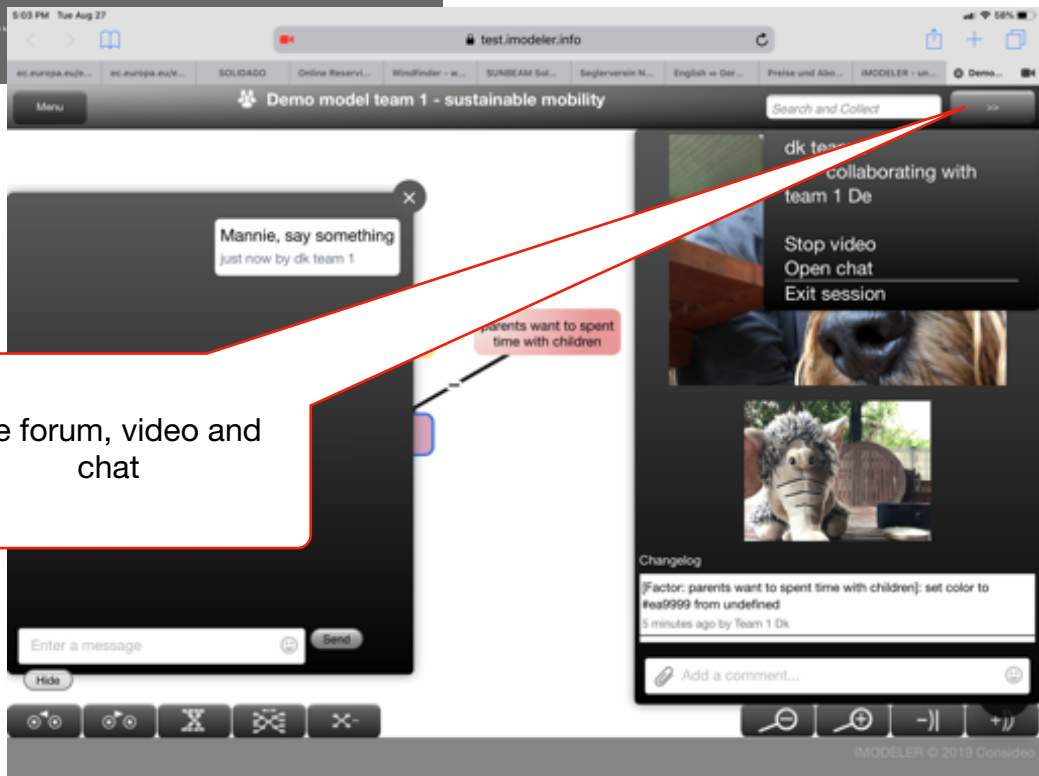 5:03 PM Tue Aug 27
58%
test.imodeler.info
ec.europa.eu/e... ec.europa.eu/e... SOLIDAGO Online Reservi... Windfinder - w... SUNBEAM Sol... Seglerverein N... English ⇔ Ger... Preise und Abo... iMODELER - un... Demo...
Menu
Demo model team 1 - sustainable mobility
Search and Collect
>>
dk
collaborating with
team 1 De
Stop video
Open chat
Exit session
Mannie, say something
just now by dk team 1
parents want to spent
time with children
e forum, video and
chat
Changelog
[Factor: parents want to spent time with children]: set color to
#ea9999 from undefined
5 minutes ago by Team 1 Dk
Enter a message
Send
Add a comment...
Hide
iMODELER © 2019 Consideo